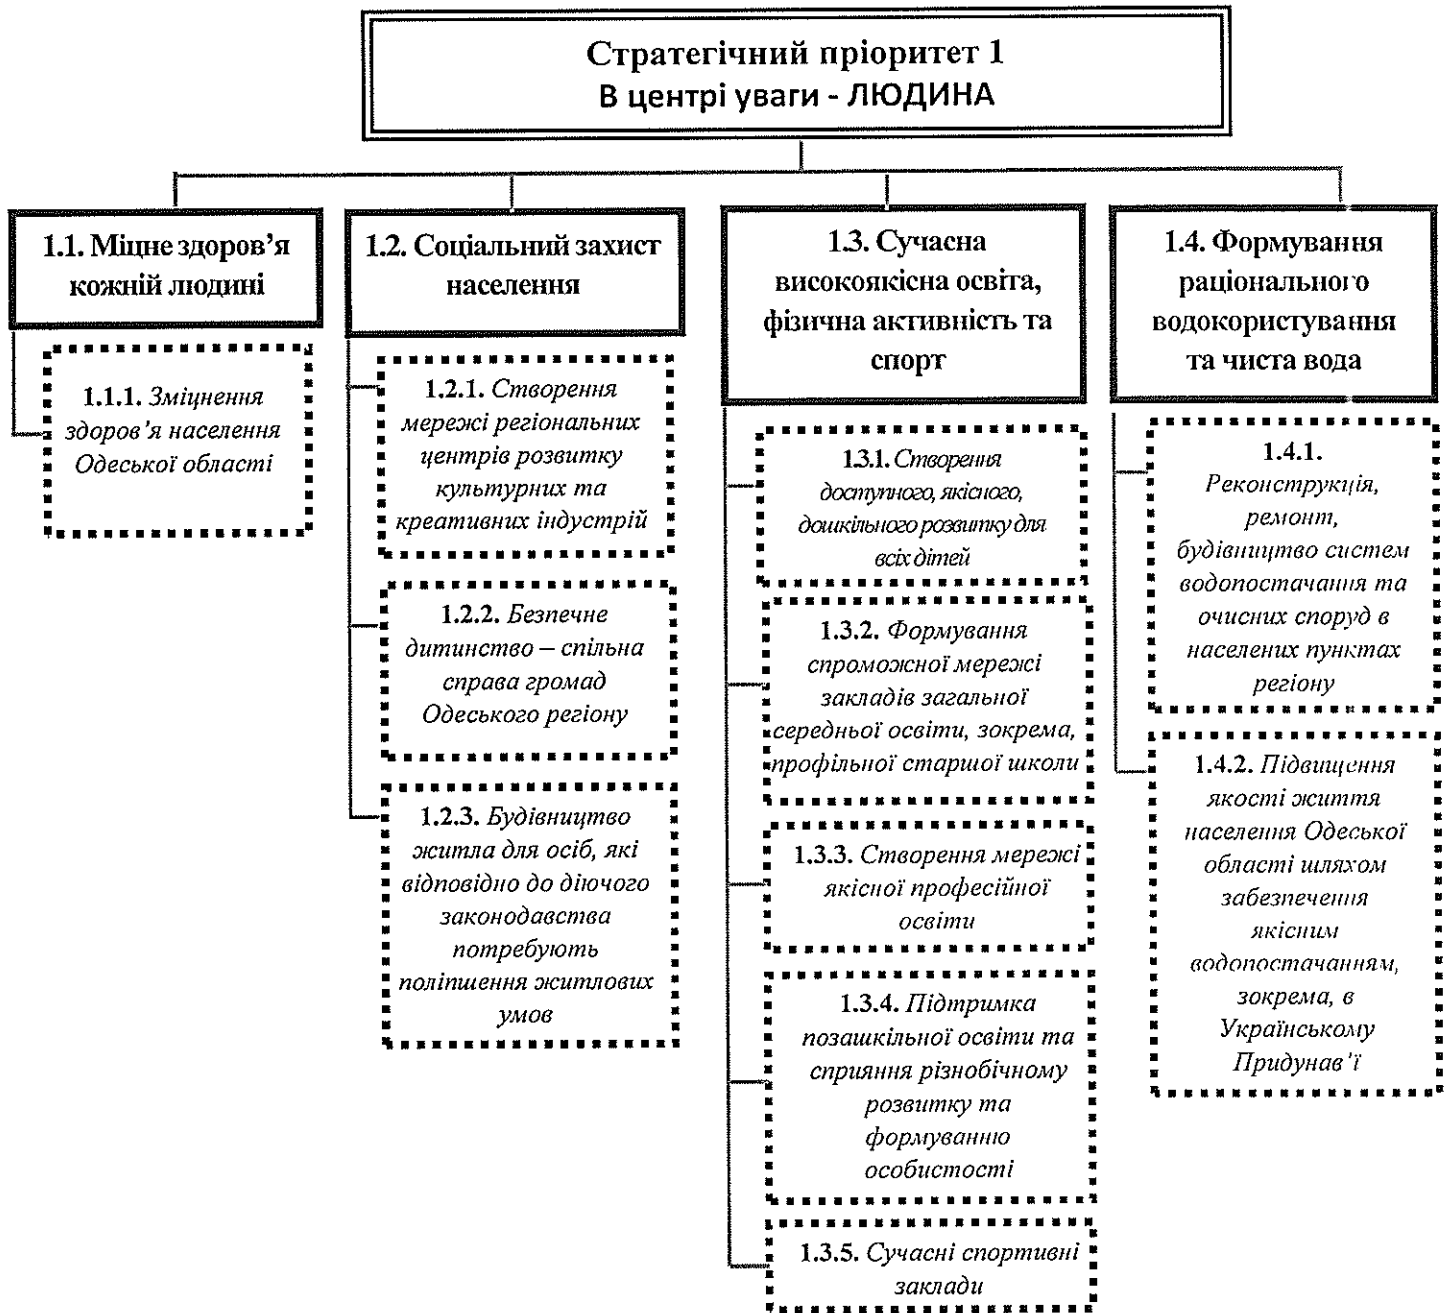 Стратегічний пріоритет 1
В центрі уваги - ЛЮДИНА
1.1. Міцне здоров’я
кожній людині
1.1.1. Зміцнення
здоров’я населення
Одеської області
1.2. Соціальний захист
населення
1.2.1. Створення
мережі регіональних
центрів розвитку
культурних та
креативних індустрій
1.2.2. Безпечне
дитинство – спільна
справа громад
Одеського регіону
1.2.3. Будівництво
житла для осіб, які
відповідно до діючого
законодавства
потребують
поліпшення житлових
умов
1.3. Сучасна
високоякісна освіта,
фізична активність та
спорт
1.3.1. Створення
доступного, якісного,
дошкільного розвитку для
всіх дітей
1.3.2. Формування
спроможної мережі
закладів загальної
середньої освіти, зокрема,
профільної старшої школи
1.3.3. Створення мережі
якісної професійної
освіти
1.3.4. Підтримка
позашкільної освіти та
сприяння різнобічному
розвитку та
формуванню
особистості
1.3.5. Сучасні спортивні
заклади
1.4. Формування
раціонального
водокористування
та чиста вода
1.4.1.
Реконструкція,
ремонт,
будівництво систем
водопостачання та
очисних споруд в
населених пунктах
регіону
1.4.2. Підвищення
якості життя
населення Одеської
області шляхом
забезпечення
якісним
водопостачанням,
зокрема, в
Українському
Придунав’ї